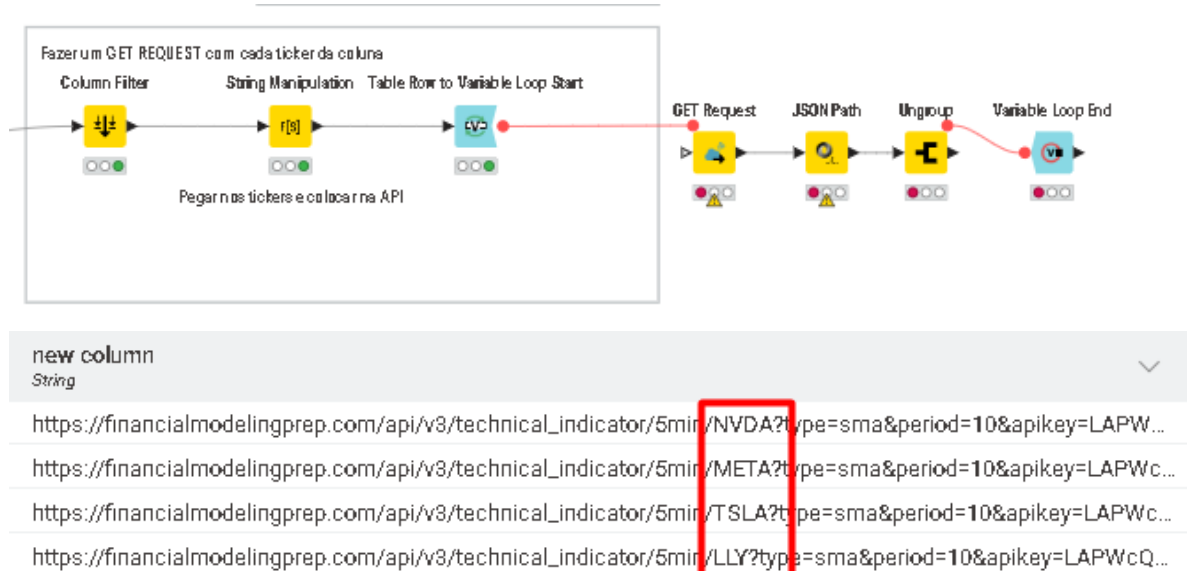 Fazer um GET REQUEST com cada ticker da coluna
Column Filter
String Manipulation
Table Row to Variable Loop Start
GET Request
JSON Path
Ungroup
Variable Loop End
r[s]
V
V
Pegar nos tickers e colocar na API
new column
String
https://financialmodelingprep.com/api/v3/technical_indicator/5min/NVDA?type=sma&period=10&apikey=LAPW...
https://financialmodelingprep.com/api/v3/technical_indicator/5min/META?type=sma&period=10&apikey=LAPWc...
https://financialmodelingprep.com/api/v3/technical_indicator/5min/TSLA?type=sma&period=10&apikey=LAPWc...
https://financialmodelingprep.com/api/v3/technical_indicator/5min/LLY?type=sma&period=10&apikey=LAPWcQ...